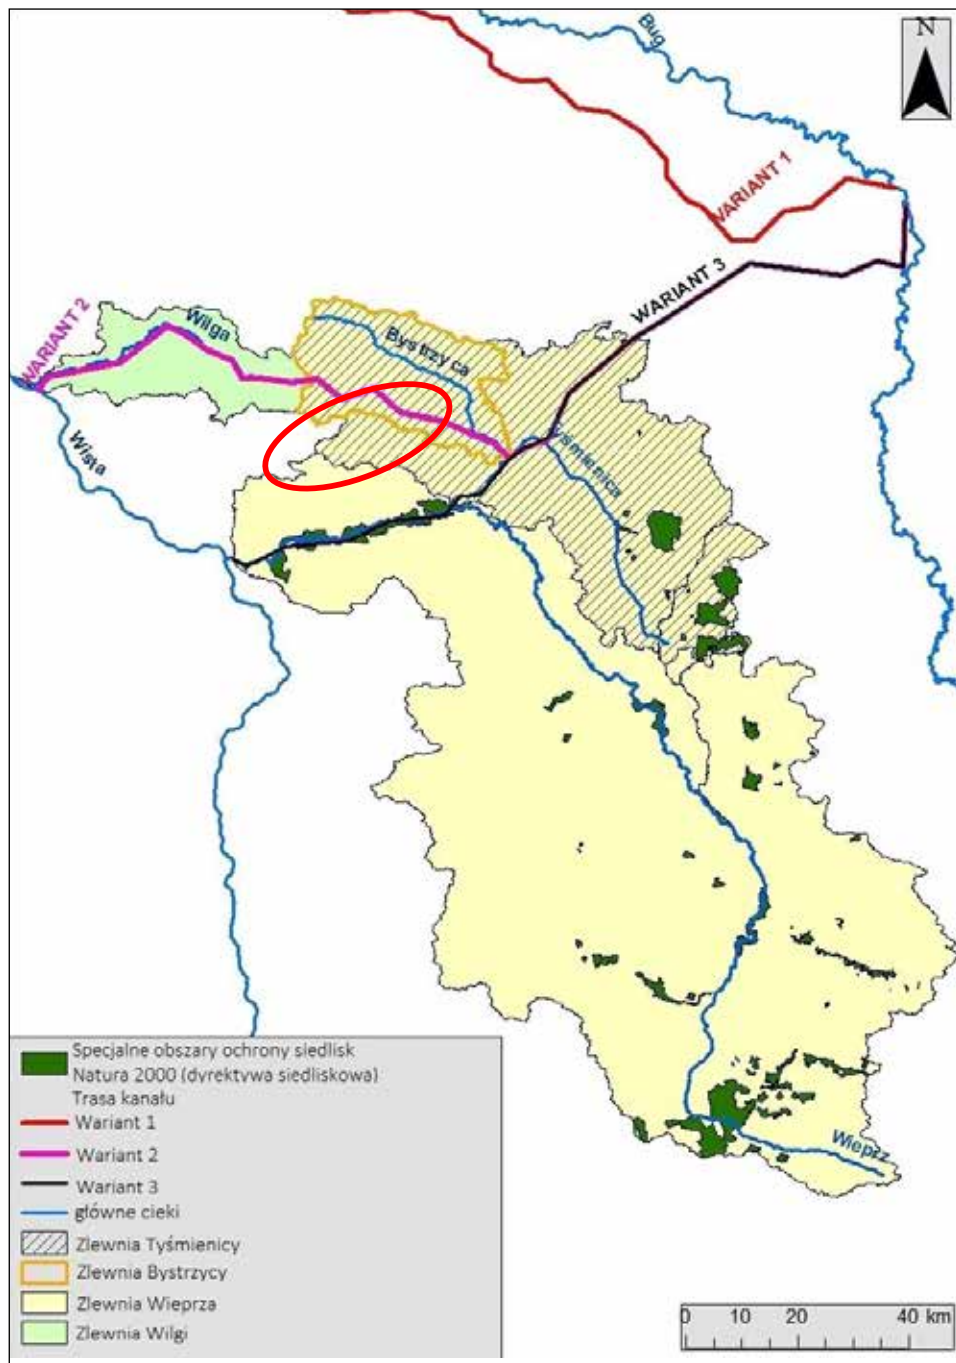 Bug
N
WARIANT 1
WARIANT 3
WARIANT 2
Wilga
Bystrzyca
Tyśmienica
Wisła
Wieprz
Specjalne obszary ochrony siedlisk
Natura 2000 (dyrektywa siedliskowa)
Trasa kanału
Wariant 1
Wariant 2
Wariant 3
główne cieki
Zlewnia Tyśmienicy
Zlewnia Bystrzycy
Zlewnia Wieprza
Zlewnia Wilgi
0 10 20 40 km